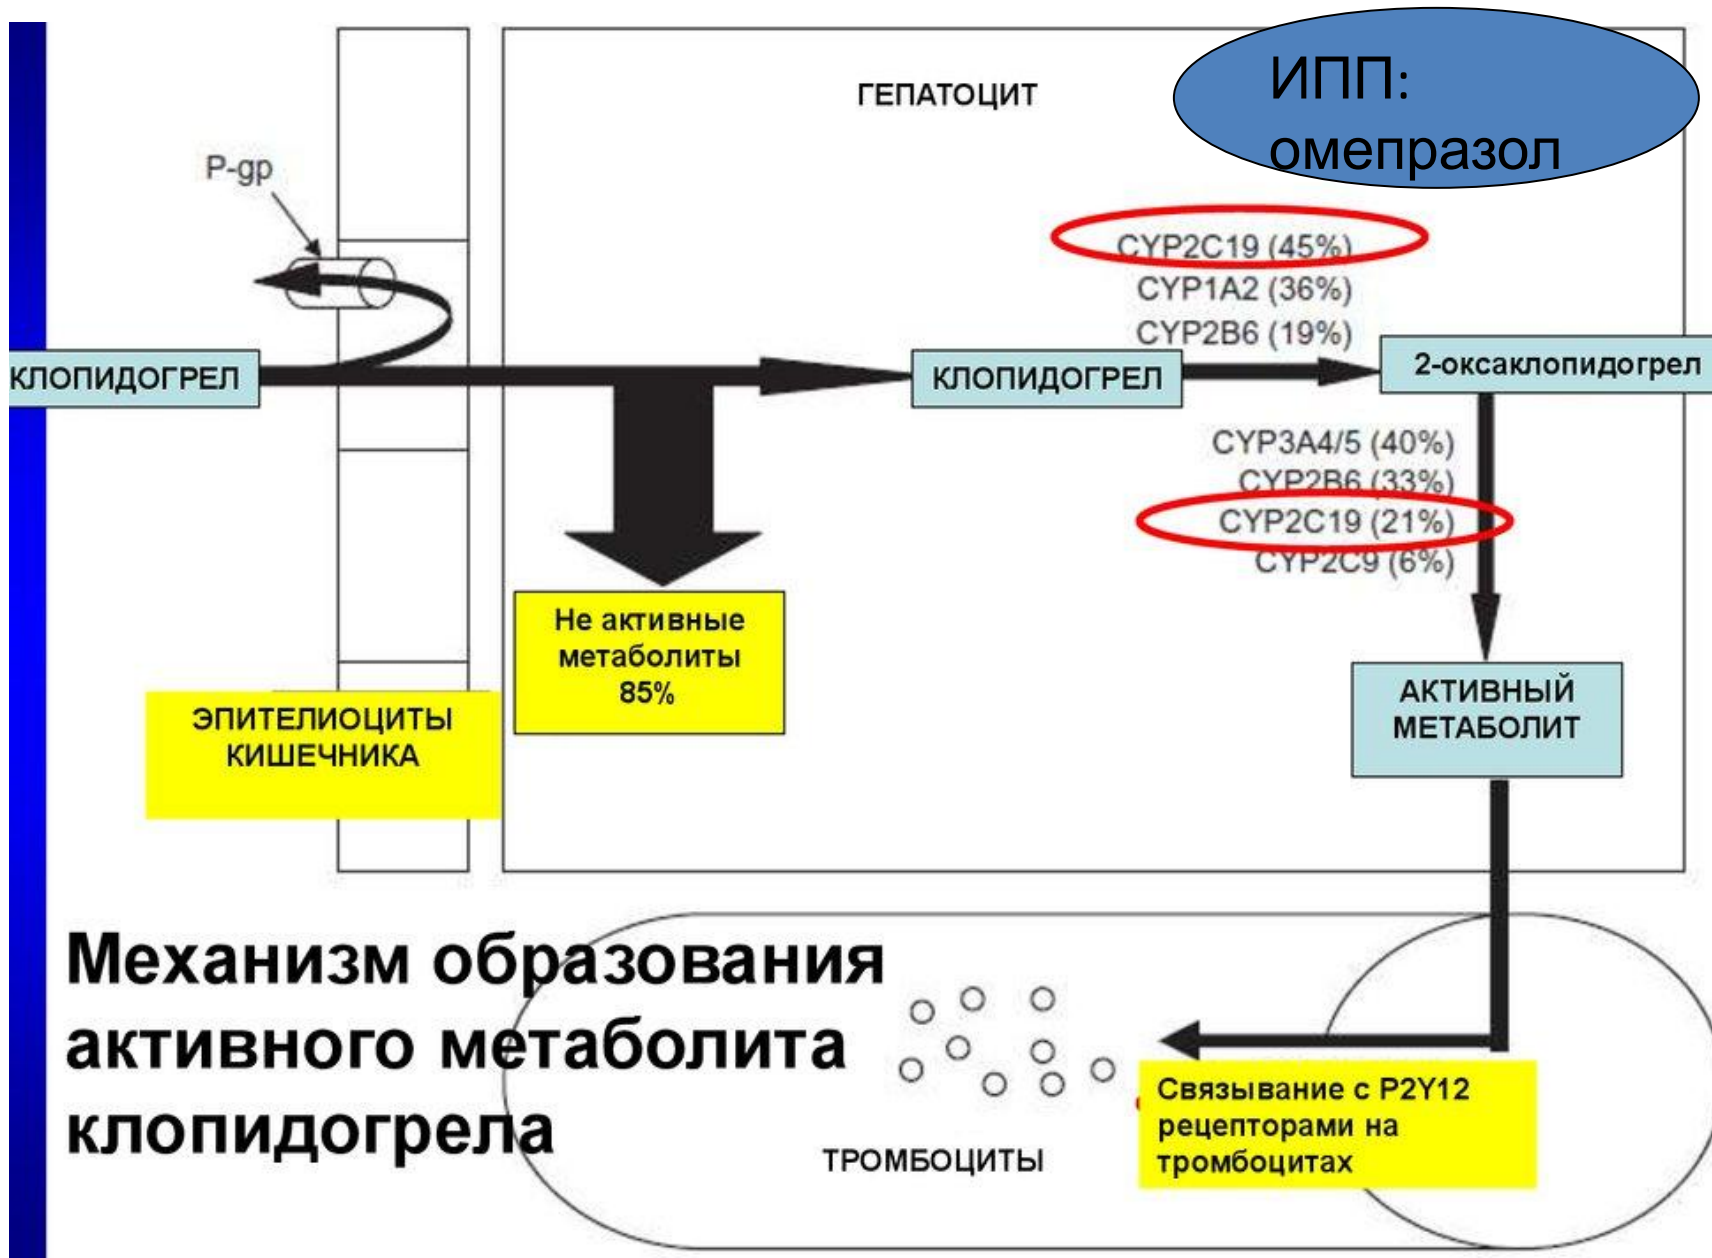 ГЕПАТОЦИТ
ИПП:
омепразол
P-gp
CYP2C19 (45%)
CYP1A2 (36%)
CYP2B6 (19%)
КЛОПИДОГРЕЛ
КЛОПИДОГРЕЛ
2-оксаклопидогрел
CYP3A4/5 (40%)
CYP2B6 (33%)
CYP2C19 (21%)
CYP2C9 (6%)
Не активные
метаболиты
85%
ЭПИТЕЛИОЦИТЫ
КИШЕЧНИКА
АКТИВНЫЙ
МЕТАБОЛИТ
Механизм образования
активного метаболита
клопидогрела
ТРОМБОЦИТЫ
Связывание с P2Y12
рецепторами на
тромбоцитах